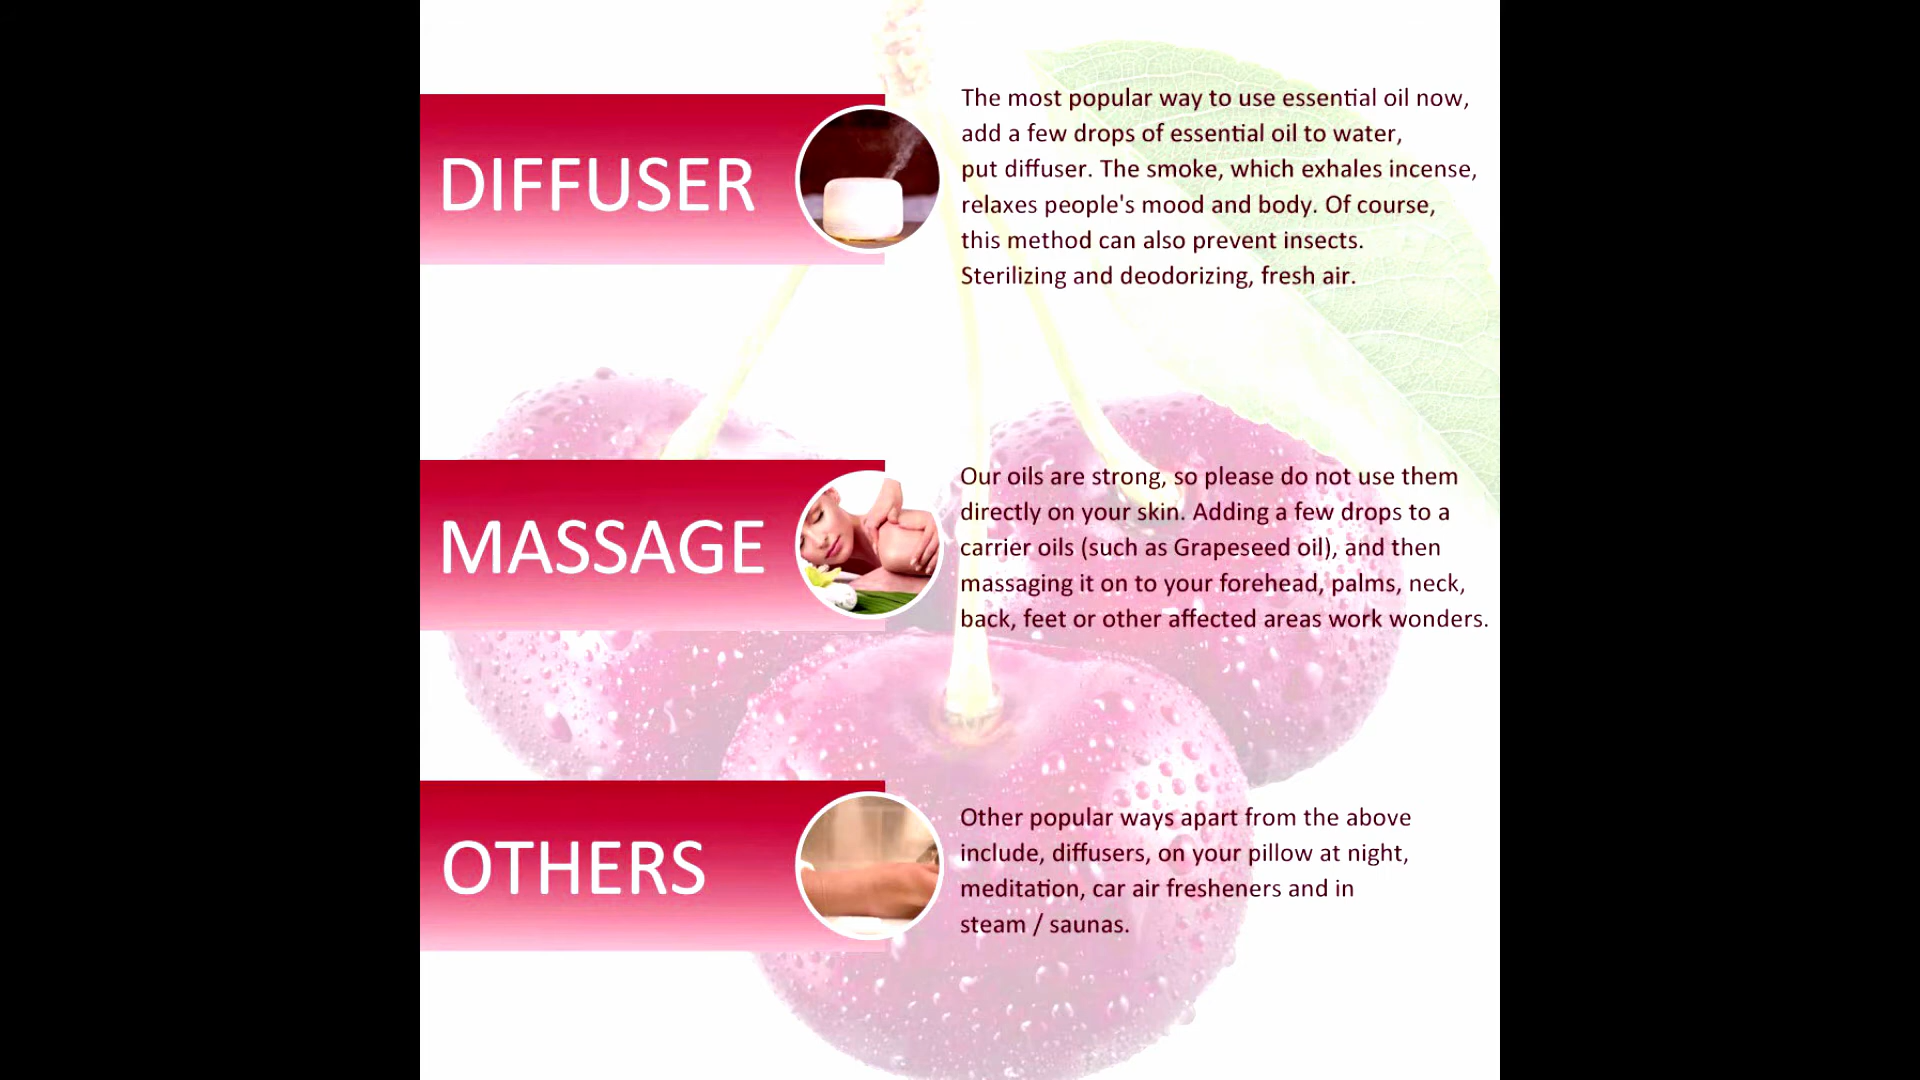 DIFFUSER
The most popular way to use essential oil now,
add a few drops of essential oil to water,
put diffuser. The smoke, which exhales incense,
relaxes people's mood and body. Of course,
this method can also prevent insects.
Sterilizing and deodorizing, fresh air.
MASSAGE
Our oils are strong, so please do not use them
directly on your skin. Adding a few drops to a
carrier oils (such as Grapeseed oil), and then
massaging it on to your forehead, palms, neck,
back, feet or other affected areas work wonders.
OTHERS
Other popular ways apart from the above
include, diffusers, on your pillow at night,
meditation, car air fresheners and in
steam / saunas.